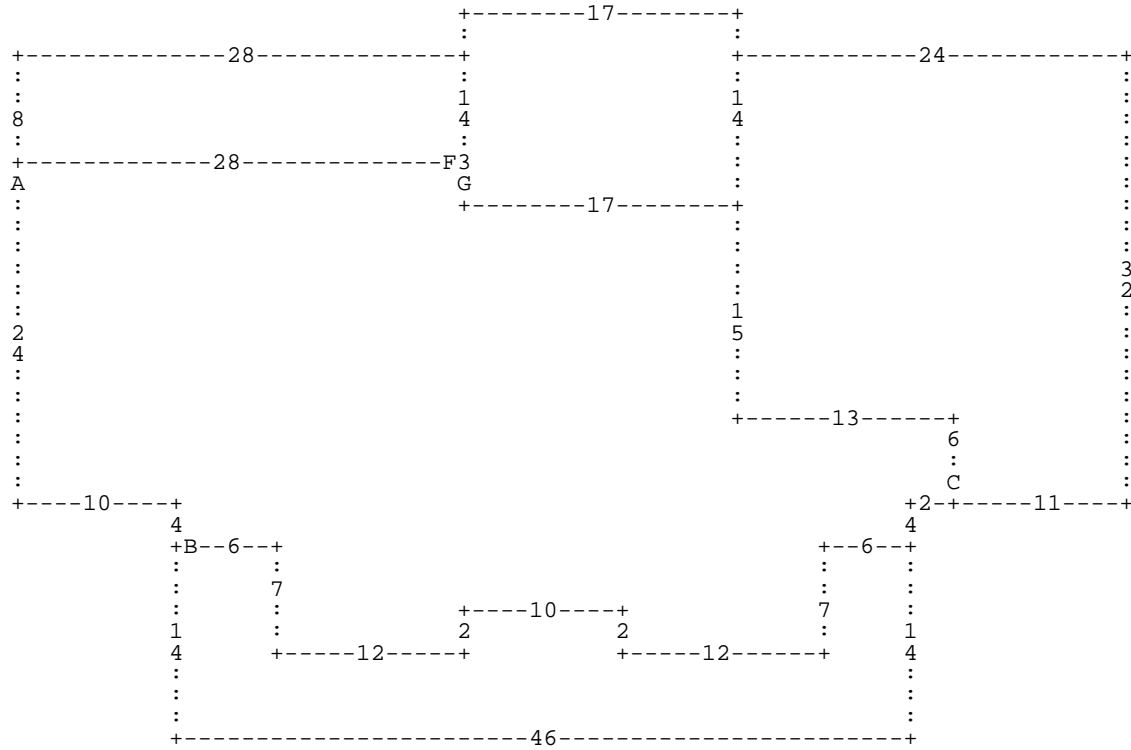 +--------17--------+
                               :                  :
+--------------28--------------+                  +------------24------------+
:                              :                  :                          :
:                              1                  1                          :
8                              4                  4                          :
:                              :                  :                          :
+-------------28--------------F3                  :                          :
A                              G                  :                          :
:                              +--------17--------+                          :
:                                                 :                          :
:                                                 :                          :
:                                                 :                          3
:                                                 :                          2
:                                                 1                          :
2                                                 5                          :
4                                                 :                          :
:                                                 :                          :
:                                                 :                          :
:                                                 +------13------+           :
:                                                                6           :
:                                                                :           :
:                                                                C           :
+----10----+                                                  +2-+-----11----+
           4                                                  4
           +B--6--+                                     +--6--+
           :      :                                     :     :
           :      7                                     :     :
           :      :            +----10----+             7     :
           1      :            2          2             :     1
           4      +-----12-----+          +-----12------+     4
           :                                                  :
           :                                                  :
           :                                                  :
           +------------------------46------------------------+